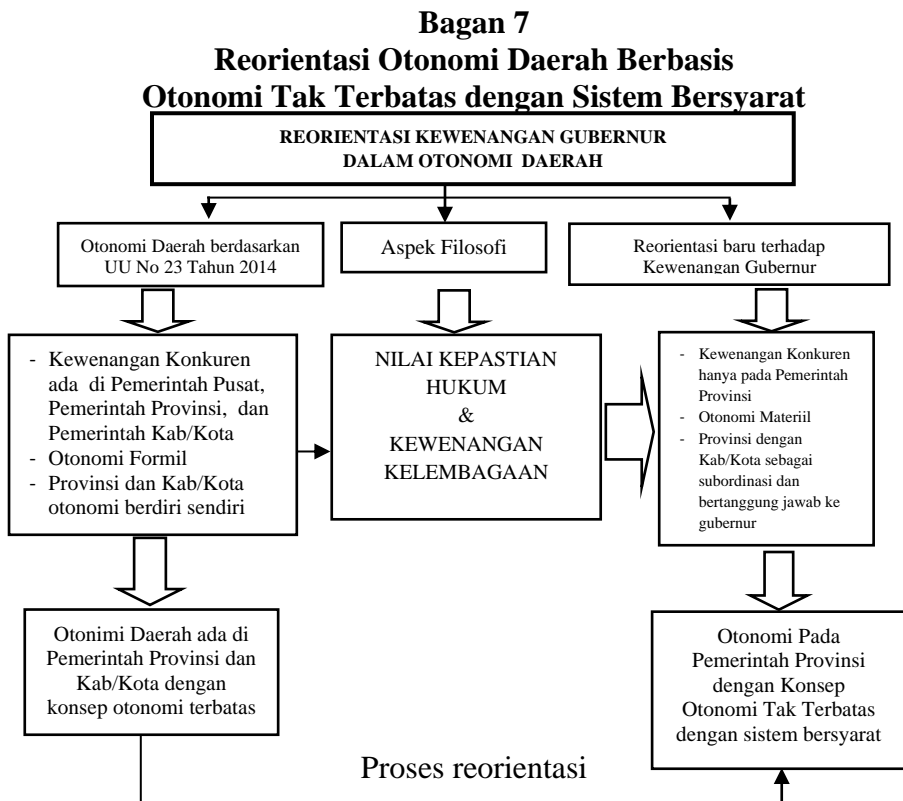 Bagan 7
Reorientasi Otonomi Daerah Berbasis
Otonomi Tak Terbatas dengan Sistem Bersyarat
REORIENTASI KEWENANGAN GUBERNUR
DALAM OTONOMI DAERAH
Otonomi Daerah berdasarkan
UU No 23 Tahun 2014
Aspek Filosofi
Reorientasi baru terhadap
Kewenangan Gubernur
- Kewenangan Konkuren
ada di Pemerintah Pusat,
Pemerintah Provinsi, dan
Pemerintah Kab/Kota
- Otonomi Formil
- Provinsi dan Kab/Kota
otonomi berdiri sendiri
NILAI KEPASTIAN
HUKUM
&
KEWENANGAN
KELEMBAGAAN
- Kewenangan Konkuren
hanya pada Pemerintah
Provinsi
- Otonomi Materiil
- Provinsi dengan
Kab/Kota sebagai
subordinasi dan
bertanggung jawab ke
gubernur
Otonimi Daerah ada di
Pemerintah Provinsi dan
Kab/Kota dengan
konsep otonomi terbatas
Otonomi Pada
Pemerintah Provinsi
dengan Konsep
Otonomi Tak Terbatas
dengan sistem bersyarat
Proses reorientasi